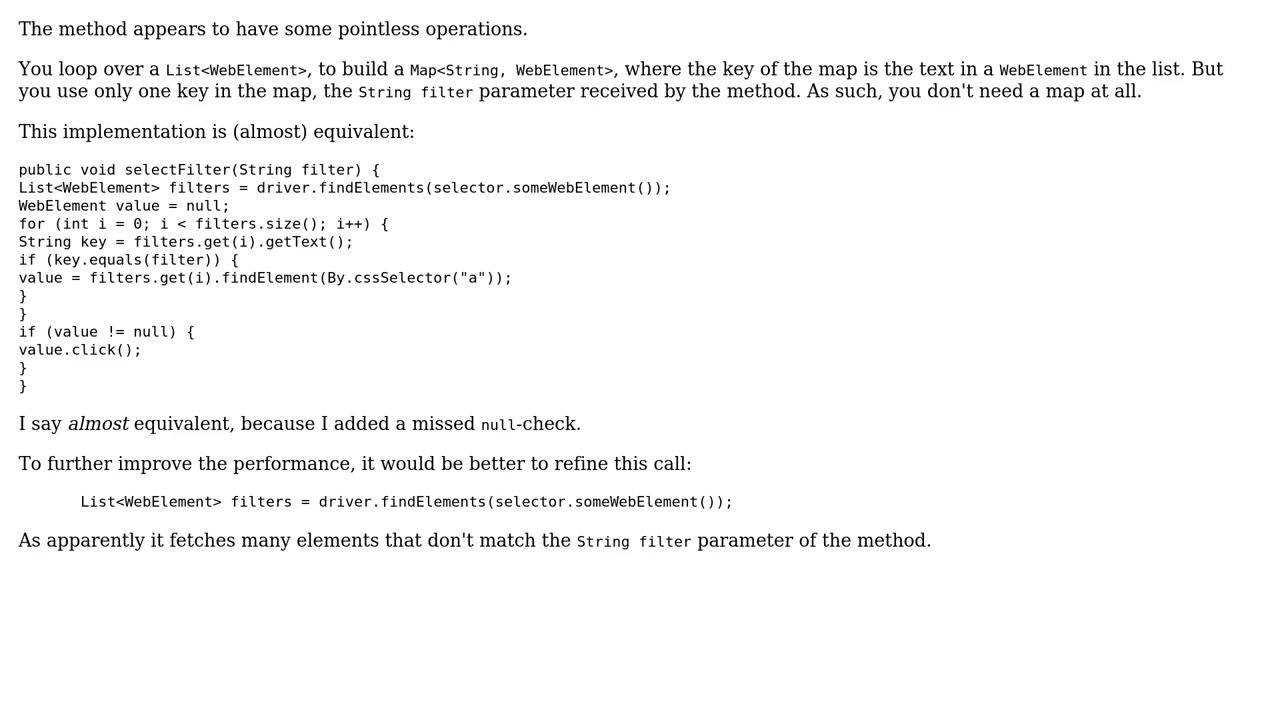 The method appears to have some pointless operations.
You loop over a List<WebElement>, to build a Map<String, WebElement>, where the key of the map is the text in a WebElement in the list. But
you use only one key in the map, the String filter parameter received by the method. As such, you don't need a map at all.
This implementation is (almost) equivalent:
public void selectFilter(String filter) {
List<WebElement> filters = driver.findElements(selector.someWebElement());
WebElement value = null;
for (int i = 0; i < filters.size(); i++) {
String key = filters.get(i).getText();
if (key.equals(filter)) {
value = filters.get(i).findElement(By.cssSelector("a"));
}
}
if (value != null) {
value.click();
}
}
I say almost equivalent, because I added a missed null-check.
To further improve the performance, it would be better to refine this call:
List<WebElement> filters = driver.findElements(selector.someWebElement());
As apparently it fetches many elements that don't match the String filter parameter of the method.